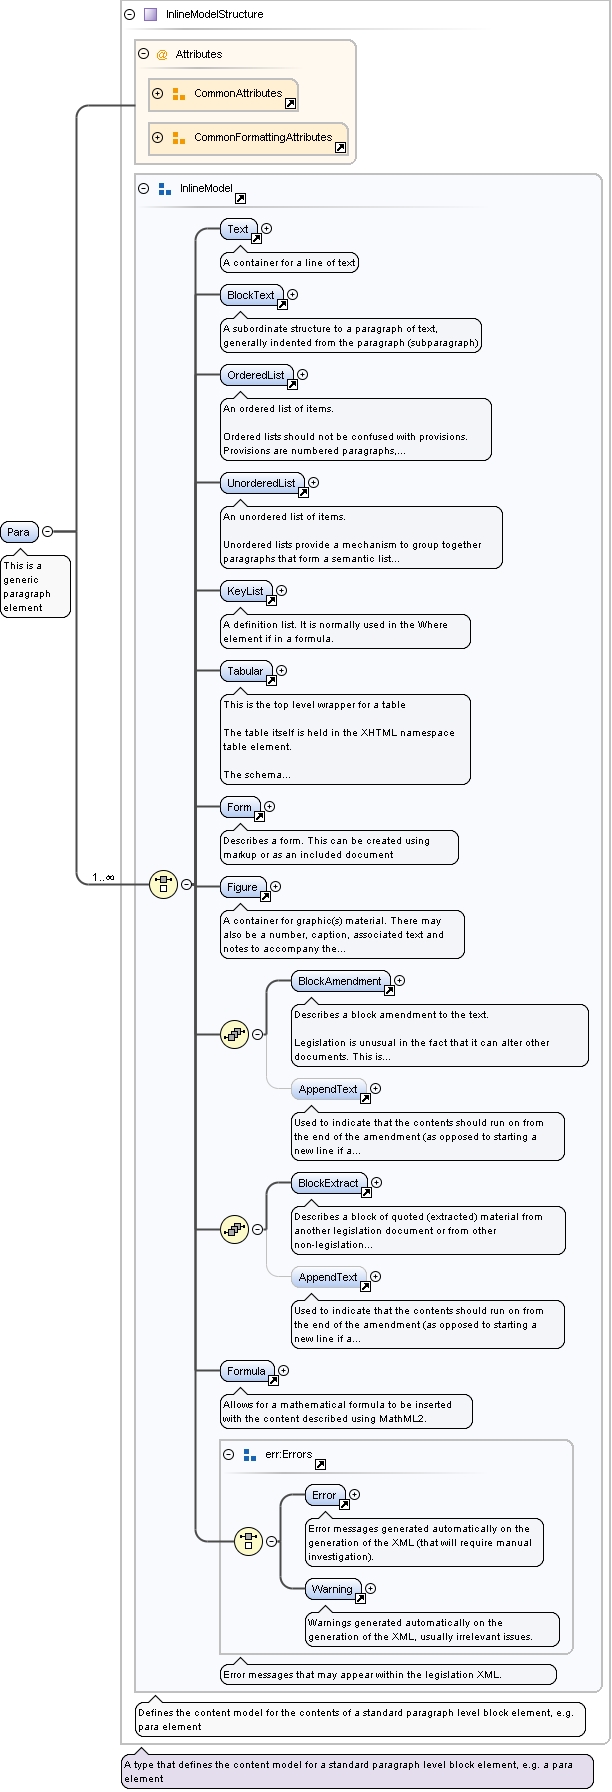 InlineModelStructure
@ Attributes
CommonAttributes
CommonFormattingAttributes
InlineModel
Text
A container for a line of text
BlockText
A subordinate structure to a paragraph of text,
generally indented from the paragraph (subparagraph)
OrderedList
An ordered list of items.
Ordered lists should not be confused with provisions.
Provisions are numbered paragraphs,...
UnorderedList
An unordered list of items.
Unordered lists provide a mechanism to group together
paragraphs that form a semantic list...
Para
This is a
generic
paragraph
element
KeyList
A definition list. It is normally used in the Where
element if in a formula.
Tabular
This is the top level wrapper for a table
The table itself is held in the XHTML namespace
table element.
The schema...
Form
Describes a form. This can be created using
markup or as an included document
1..∞
Figure
A container for graphic(s) material. There may
also be a number, caption, associated text and
notes to accompany the...
BlockAmendment
Describes a block amendment to the text.
Legislation is unusual in the fact that it can alter other
documents. This is...
AppendText
Used to indicate that the contents should run on from
the end of the amendment (as opposed to starting a
new line if a...
BlockExtract
Describes a block of quoted (extracted) material from
another legislation document or from other
non-legislation...
AppendText
Used to indicate that the contents should run on from
the end of the amendment (as opposed to starting a
new line if a...
Formula
Allows for a mathematical formula to be inserted
with the content described using MathML2.
err:Errors
Error
Error messages generated automatically on the
generation of the XML (that will require manual
investigation).
Warning
Warnings generated automatically on the
generation of the XML, usually irrelevant issues.
Error messages that may appear within the legislation XML.
Defines the content model for the contents of a standard paragraph level block element, e.g.
para element
A type that defines the content model for a standard paragraph level block element, e.g. a para
element